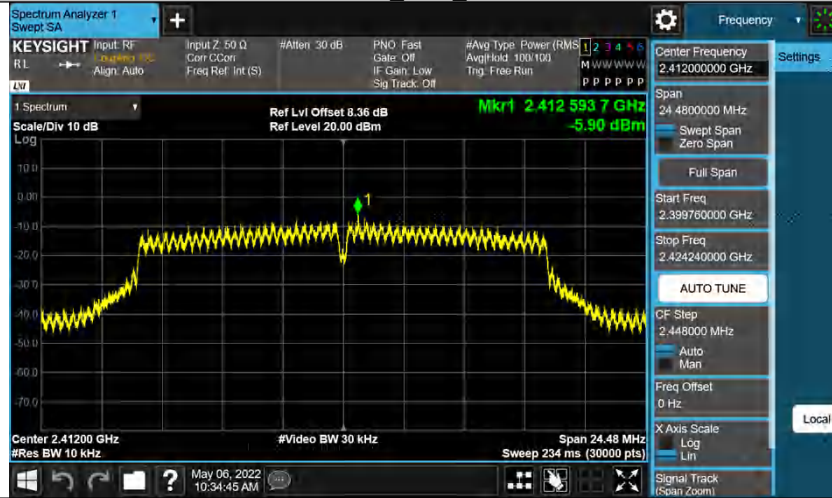 Spectrum Analyzer 1
Swept SA
+
Frequency
KEYSIGHT
RL
Input: RF
Coupling: DC
Align: Auto
Input Z: 50 Ω
Corr CCorr
Freq Ref: Int (S)
#Atten: 30 dB
PNO: Fast
Gate: Off
IF Gain: Low
Sig Track: Off
#Avg Type: Power (RMS
Avg|Hold: 100/100
Trig: Free Run
1 2 3 4 5 6
M W W W W W
P P P P P P
LNI
1 Spectrum
Scale/Div 10 dB
Log
Ref Lvl Offset 8.36 dB
Ref Level 20.00 dBm
Mkr1 2.412 593 7 GHz
-5.90 dBm
10.0
0.00
-10.0
-20.0
-30.0
-40.0
-50.0
-60.0
-70.0
1
Center 2.41200 GHz
#Res BW 10 kHz
#Video BW 30 kHz
Span 24.48 MHz
Sweep 234 ms (30000 pts)
?
May 06, 2022
10:34:45 AM
Center Frequency
2.412000000 GHz
Settings
Span
24.4800000 MHz
Swept Span
Zero Span
Full Span
Start Freq
2.399760000 GHz
Stop Freq
2.424240000 GHz
AUTO TUNE
CF Step
2.448000 MHz
Auto
Man
Freq Offset
0 Hz
X Axis Scale
Log
Lin
Local
Signal Track
(Span Zoom)